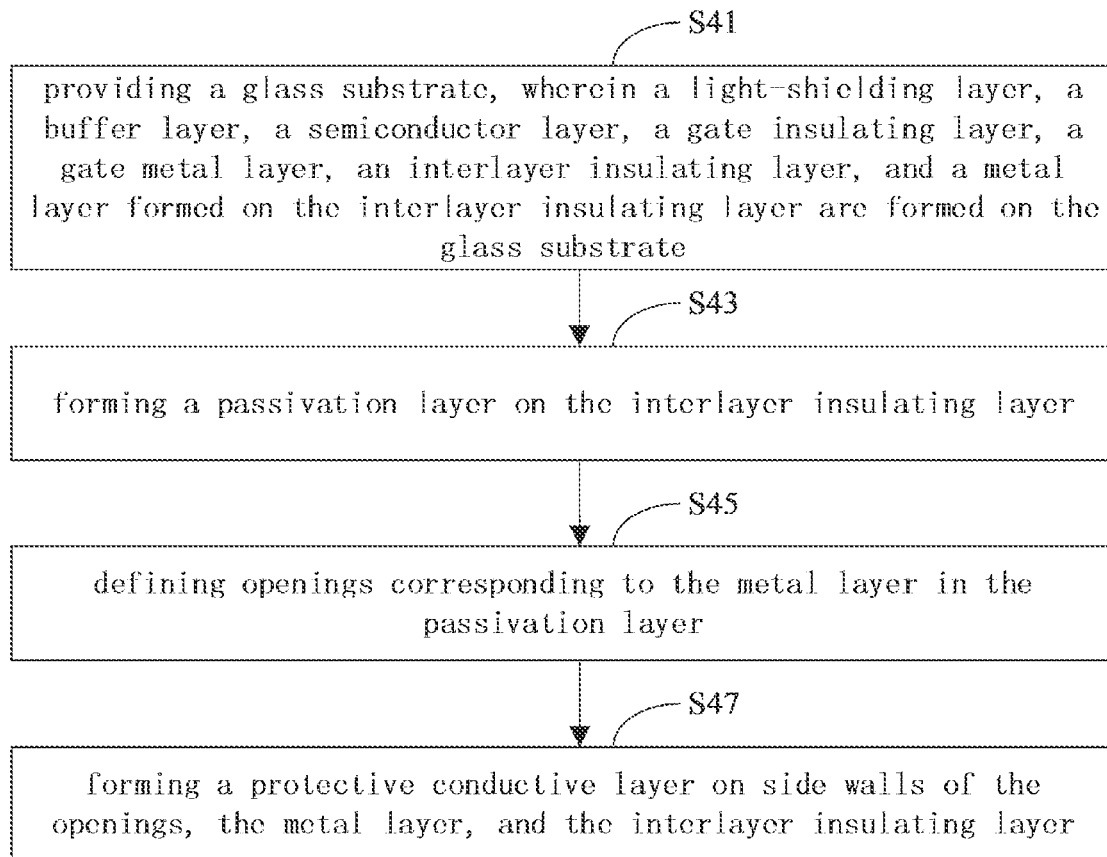 S41
providing a glass substrate, wherein a light-shielding layer, a
buffer layer, a semiconductor layer, a gate insulating layer, a
gate metal layer, an interlayer insulating layer, and a metal
layer formed on the interlayer insulating layer are formed on the
glass substrate
S43
forming a passivation layer on the interlayer insulating layer
S45
defining openings corresponding to the metal layer in the
passivation layer
S47
forming a protective conductive layer on side walls of the
openings, the metal layer, and the interlayer insulating layer